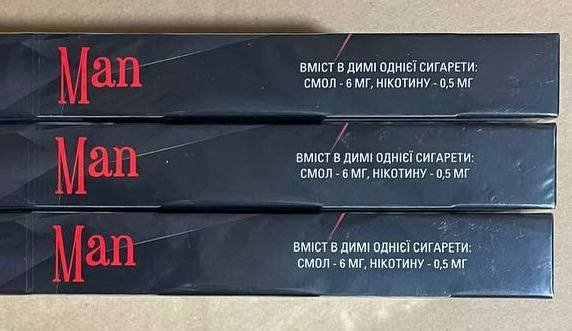 Man
ВМІСТ В ДИМІ ОДНІЄЇ СИГАРЕТИ:
СМОЛ - 6 МГ, НІКОТИНУ - 0,5 МГ
Man
ВМІСТ В ДИМІ ОДНІЄЇ СИГАРЕТИ:
СМОЛ - 6 МГ, НІКОТИНУ - 0,5 МГ
Man
ВМІСТ В ДИМІ ОДНІЄЇ СИГАРЕТИ:
СМОЛ - 6 МГ, НІКОТИНУ - 0,5 МГ